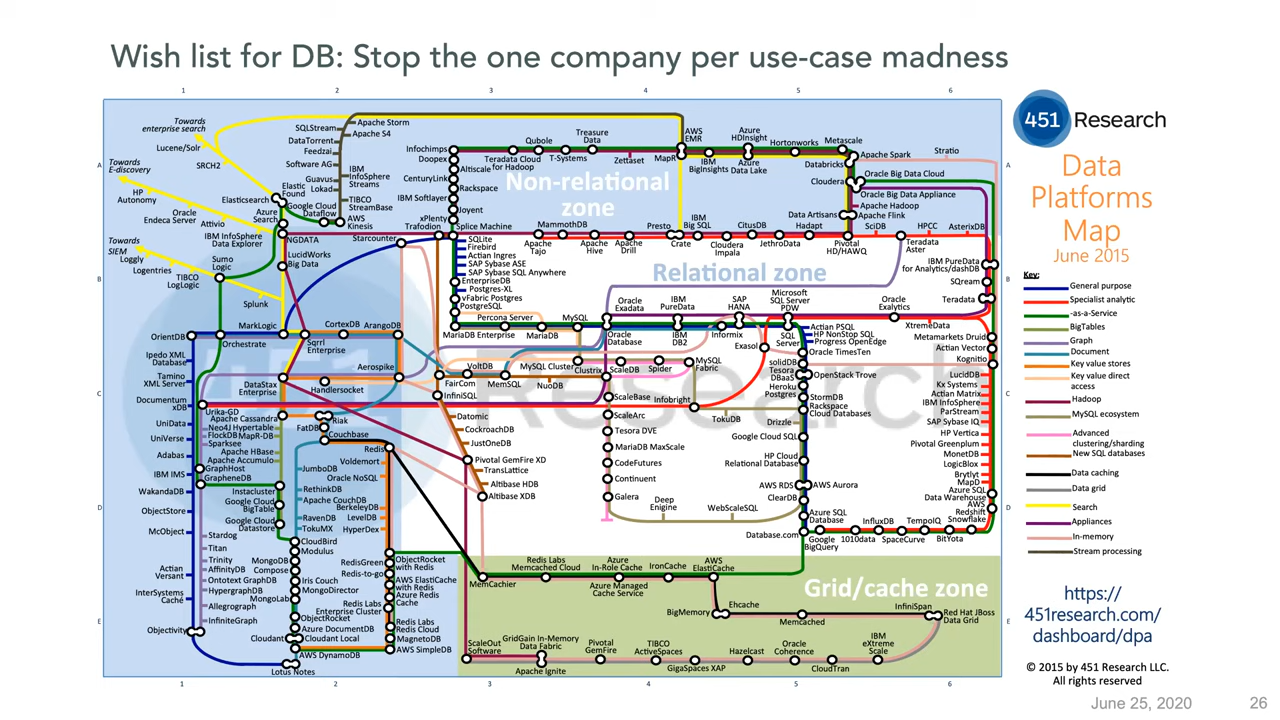 Wish list for DB: Stop the one company per use-case madness
1 2 3 4 5 6
A
B
C
D
E
A
B
C
D
E
1 2 3 4 5 6
Towards
enterprise search
Lucene/Solr
SRCH2
Towards
E-discovery
HP
Autonomy
Oracle
Endeca Server
Attivio
IBM InfoSphere
Data Explorer
Towards
SIEM
Loggly
Logentries
TIBCO
LogLogic
Sumo
Logic
Splunk
Elasticsearch
Elastic
Found
Azure
Search
Google Cloud
Dataflow
AWS
Kinesis
SQLStream
DataTorrent
Feedzai
Software AG
Guavus
Lokad
Apache Storm
Apache S4
IBM
InfoSphere
Streams
TIBCO
StreamBase
NGDATA
LucidWorks
Big Data
Starcounter
Trafodion
Infochimps
Doopex
CenturyLink
IBM Softlayer
xPlenty
Altiscale
Rackspace
Joyent
Splice Machine
Teradata Cloud
for Hadoop
Qubole
T-Systems
Treasure
Data
Zettaset
MapR
AWS
EMR
IBM
BigInsights
Azure
HDInsight
Azure
Data Lake
Hortonworks
Metascale
Databricks
Cloudera
Data Artisans
Apache Spark
Stratio
Oracle Big Data Cloud
Oracle Big Data Appliance
Apache Hadoop
Apache Flink
Non-relational
zone
Apache
Tajo
MammothDB
Apache
Hive
Apache
Drill
Presto
Crate
IBM
Big SQL
Cloudera
Impala
CitusDB
JethroData
Hadapt
Pivotal
HD/HAWQ
SciDB
HPCC
AsterixDB
Teradata
Aster
IBM PureData
for Analytics/dashDB
SQream
Teradata
SQLite
Firebird
Actian Ingres
SAP Sybase ASE
SAP Sybase SQL Anywhere
EnterpriseDB
Postgres-XL
vFabric Postgres
PostgreSQL
Relational zone
Percona Server
MariaDB Enterprise
MariaDB
MySQL
Oracle
Exadata
Oracle
Database
IBM
PureData
IBM
DB2
SAP
HANA
Informix
Microsoft
SQL Server
PDW
SQL
Server
Oracle
Exalytics
XtremeData
Metamarkets Druid
Actian Vector
Kognitio
Actian PSQL
HP NonStop SQL
Progress OpenEdge
Oracle TimesTen
Exasol
solidDB
Tesora
DBaaS
OpenStack Trove
Heroku
Postgres
StormDB
Rackspace
Cloud Databases
Drizzle
Google Cloud SQL
HP Cloud
Relational Database
AWS RDS
AWS Aurora
ClearDB
Azure SQL
Database
Database.com
Google
BigQuery
1010data
InfluxDB
SpaceCurve
TempoIQ
BitYota
Snowflake
AWS
Redshift
Azure SQL
Data Warehouse
LucidDB
Kx Systems
Actian Matrix
IBM InfoSphere
ParStream
SAP Sybase IQ
HP Vertica
Pivotal Greenplum
MonetDB
LogicBlox
Brytlyt
MapD
OrientDB
Orchestrate
MarkLogic
Sqrrl
Enterprise
CortexDB
ArangoDB
Aerospike
Handlersocket
DataStax
Enterprise
Ipedo XML
Database
Tamino
XML Server
Documentum
xDB
UniData
UniVerse
Adabas
IBM IMS
WakandaDB
ObjectStore
McObject
Actian
Versant
InterSystems
Caché
Objectivity
Urika-GD
Apache Cassandra
Neo4J
Hypertable
FlockDB
MapR-DB
Sparksee
Apache HBase
Apache Accumulo
GraphHost
GrapheneDB
Instacluster
Google Cloud
BigTable
Google Cloud
Datastore
Stardog
Titan
Trinity
AffinityDB
Ontotext GraphDB
HypergraphDB
Allegrograph
InfiniteGraph
Riak
FatDB
Couchbase
Redis
Voldemort
Oracle NoSQL
JumboDB
RethinkDB
Apache CouchDB
RavenDB
TokuMX
BerkeleyDB
LevelDB
HyperDex
CloudBird
Modulus
MongoDB
Compose
Iris Couch
MongoDirector
MongoLab
ObjectRocket
Azure DocumentDB
Cloudant
Cloudant Local
AWS DynamoDB
Lotus Notes
RedisGreen
Redis-to-go
Redis Labs
Enterprise Cluster
ObjectRocket
with Redis
AWS ElastiCache
with Redis
Azure Redis
Cache
Redis Labs
Redis Cloud
MagnetoDB
AWS SimpleDB
FairCom
InfiniSQL
VoltDB
MemSQL
MySQL Cluster
NuoDB
Clustrix
ScaleDB
Spider
MySQL
Fabric
ScaleBase
Infobright
TokuDB
ScaleArc
Tesora DVE
MariaDB MaxScale
CodeFutures
Continuent
Galera
Deep
Engine
WebScaleSQL
Datomic
CockroachDB
JustOneDB
Pivotal GemFire XD
TransLattice
Altibase HDB
Altibase XDB
MemCachier
Redis Labs
Memcached Cloud
Azure
In-Role Cache
Azure Managed
Cache Service
IronCache
AWS
ElastiCache
Grid/cache zone
BigMemory
Ehcache
Memcached
InfiniSpan
Red Hat JBoss
Data Grid
ScaleOut
Software
GridGain In-Memory
Data Fabric
Apache Ignite
Pivotal
GemFire
TIBCO
ActiveSpaces
GigaSpaces XAP
Hazelcast
Oracle
Coherence
CloudTran
IBM
eXtreme
Scale
451 Research
451 Research
Data
Platforms
Map
June 2015
Key:
General purpose
Specialist analytic
-as-a-Service
BigTables
Graph
Document
Key value stores
Key value direct
access
Hadoop
MySQL ecosystem
Advanced
clustering/sharding
New SQL databases
Data caching
Data grid
Search
Appliances
In-memory
Stream processing
https://
451research.com/
dashboard/dpa
© 2015 by 451 Research LLC.
All rights reserved
June 25, 2020 26